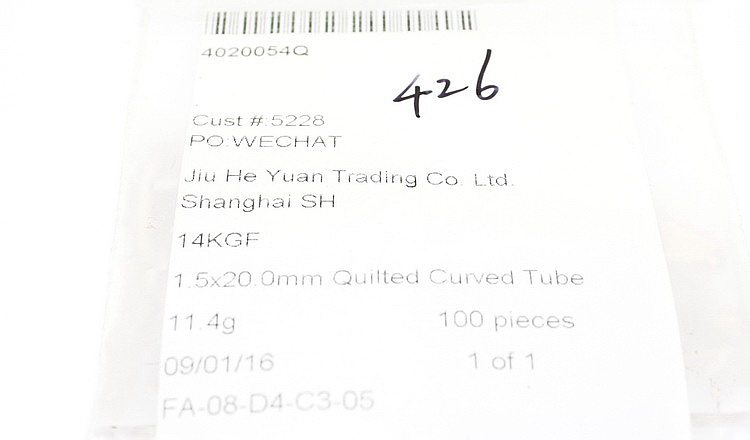 4020054Q
426
Cust #:5228
PO:WECHAT
Jiu He Yuan Trading Co. Ltd.
Shanghai SH
14KGF
1.5x20.0mm Quilted Curved Tube
11.4g 100 pieces
09/01/16 1 of 1
FA-08-D4-C3-05